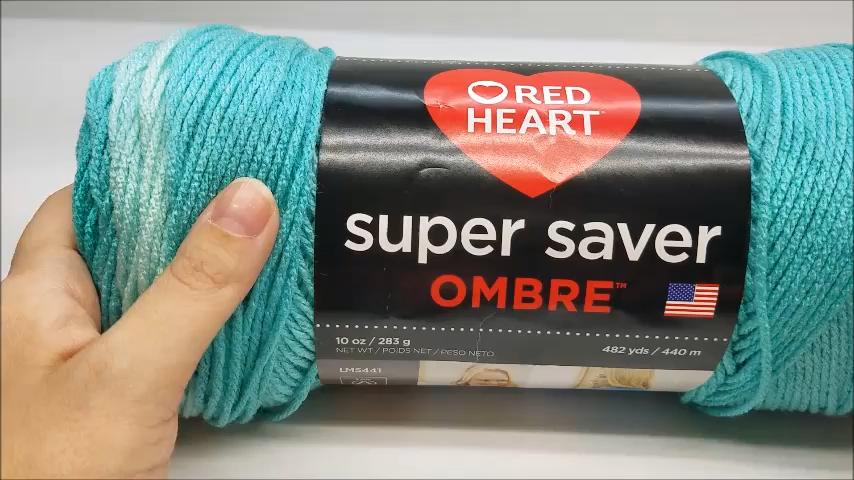 RED
HEART
super saver
OMBRE™
10 oz / 283 g
NET WT / POIDS NET / PESO NETO
482 yds / 440 m
LM5441